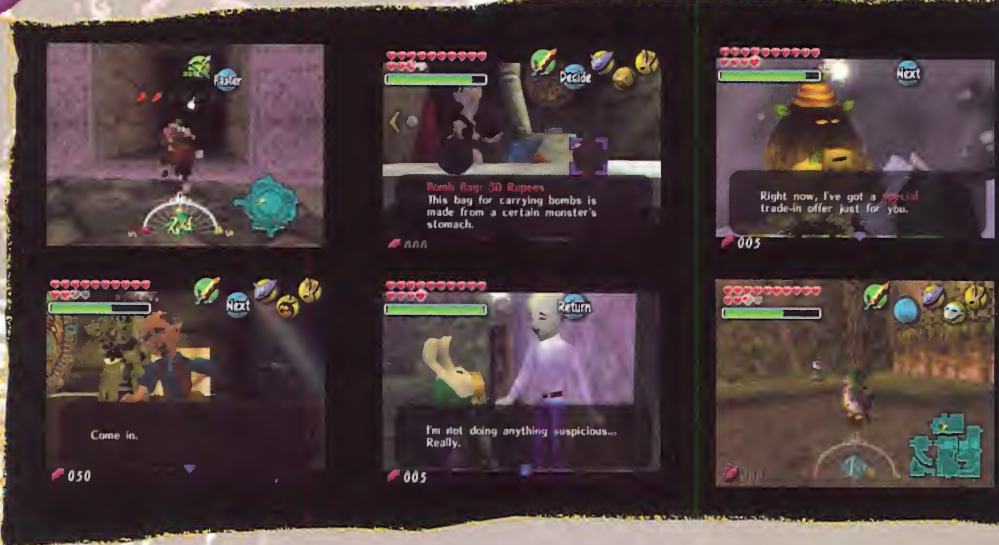 Faster
Decide
Bomb Bag: 30 Rupees
This bag for carrying bombs is
made from a certain monster's
stomach.
Next
Right now, I've got a special
trade-in offer just for you.
005
Next
Come in.
050
Return
I'm not doing anything suspicious...
Really.
005